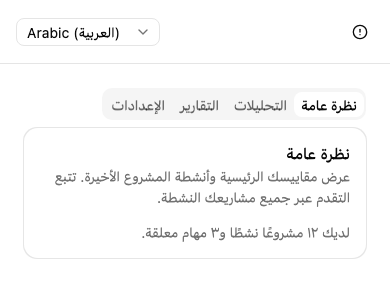 Arabic (العربية)
نظرة عامة التحليلات التقارير الإعدادات
نظرة عامة
عرض مقاييسك الرئيسية وأنشطة المشروع الأخيرة. تتبع
التقدم عبر جميع مشاريعك النشطة.
لديك ١٢ مشروعًا نشطًا و٣ مهام معلقة.